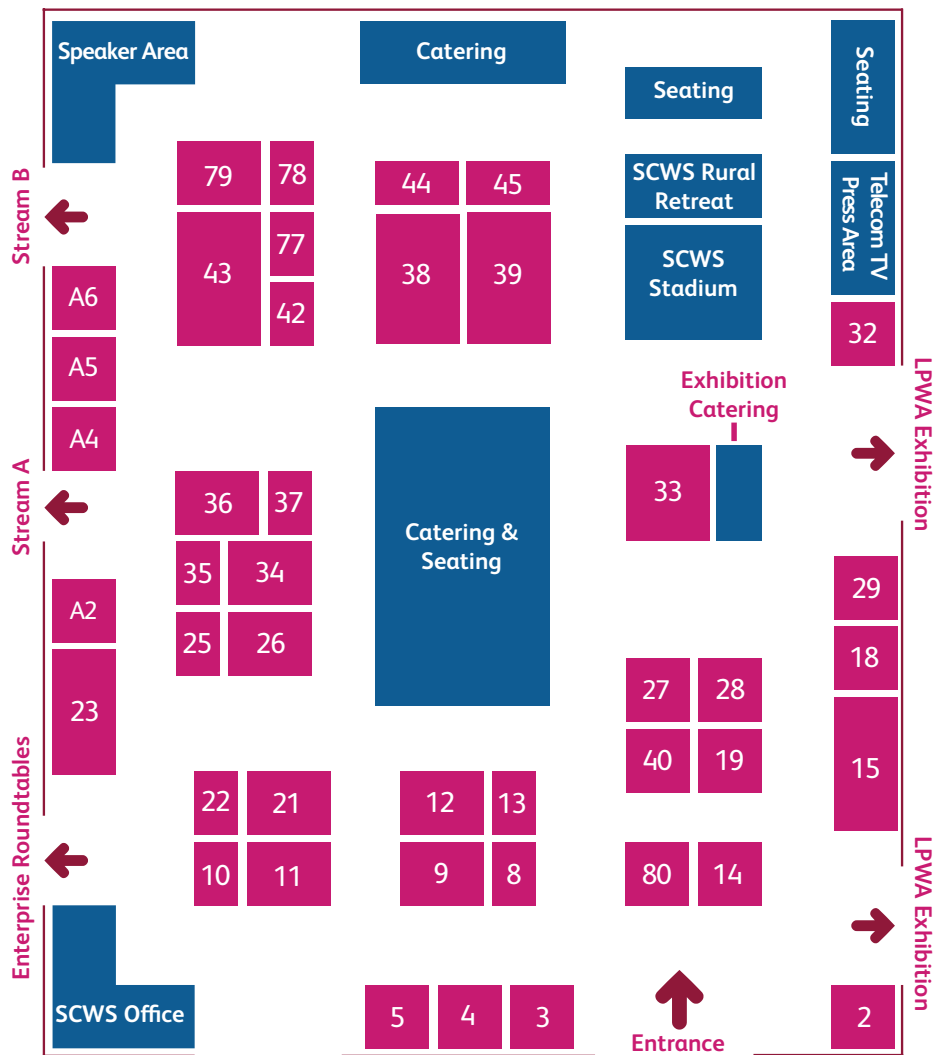 Speaker Area
Catering
Seating
Seating
79
78
44
45
SCWS Rural
Retreat
Telecom TV
Press Area
Stream B
43
77
42
38
39
SCWS
Stadium
A6
32
A5
Exhibition
Catering
LPWA Exhibition
A4
Stream A
36
37
33
Catering &
Seating
35
34
29
A2
25
26
18
23
27
28
15
40
19
Enterprise Roundtables
22
21
12
13
10
11
9
8
80
14
LPWA Exhibition
SCWS Office
5
4
3
Entrance
2